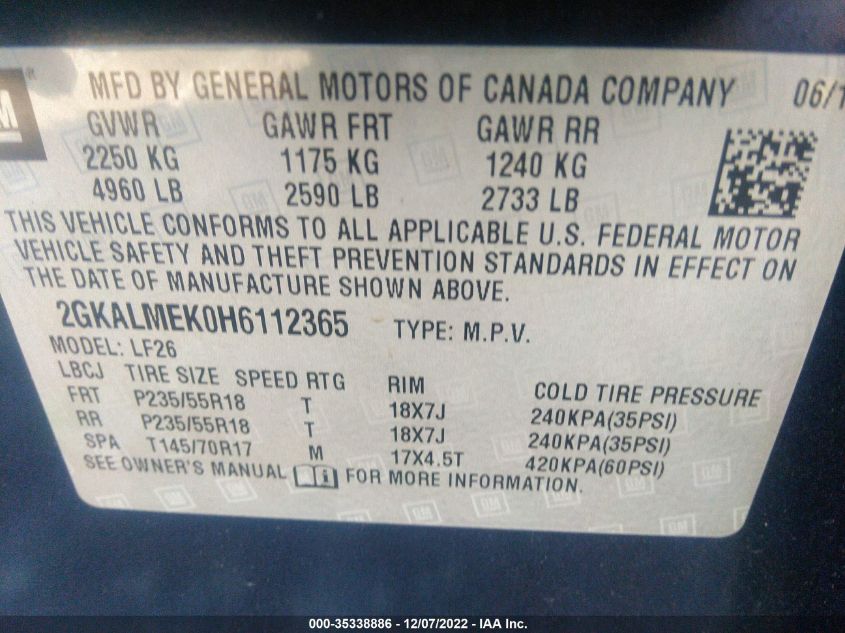 MFD BY GENERAL MOTORS OF CANADA COMPANY 06/1
GVWR GAWR FRT GAWR RR
2250 KG 1175 KG 1240 KG
4960 LB 2590 LB 2733 LB
THIS VEHICLE CONFORMS TO ALL APPLICABLE U.S. FEDERAL MOTOR
VEHICLE SAFETY AND THEFT PREVENTION STANDARDS IN EFFECT ON
THE DATE OF MANUFACTURE SHOWN ABOVE.
2GKALMEK0H6112365 TYPE: M.P.V.
MODEL: LF26
LBCJ TIRE SIZE SPEED RTG RIM COLD TIRE PRESSURE
FRT P235/55R18 T 18X7J 240KPA(35PSI)
RR P235/55R18 T 18X7J 240KPA(35PSI)
SPA T145/70R17 M 17X4.5T 420KPA(60PSI)
SEE OWNER'S MANUAL FOR MORE INFORMATION.
000-35338886 - 12/07/2022 - IAA Inc.